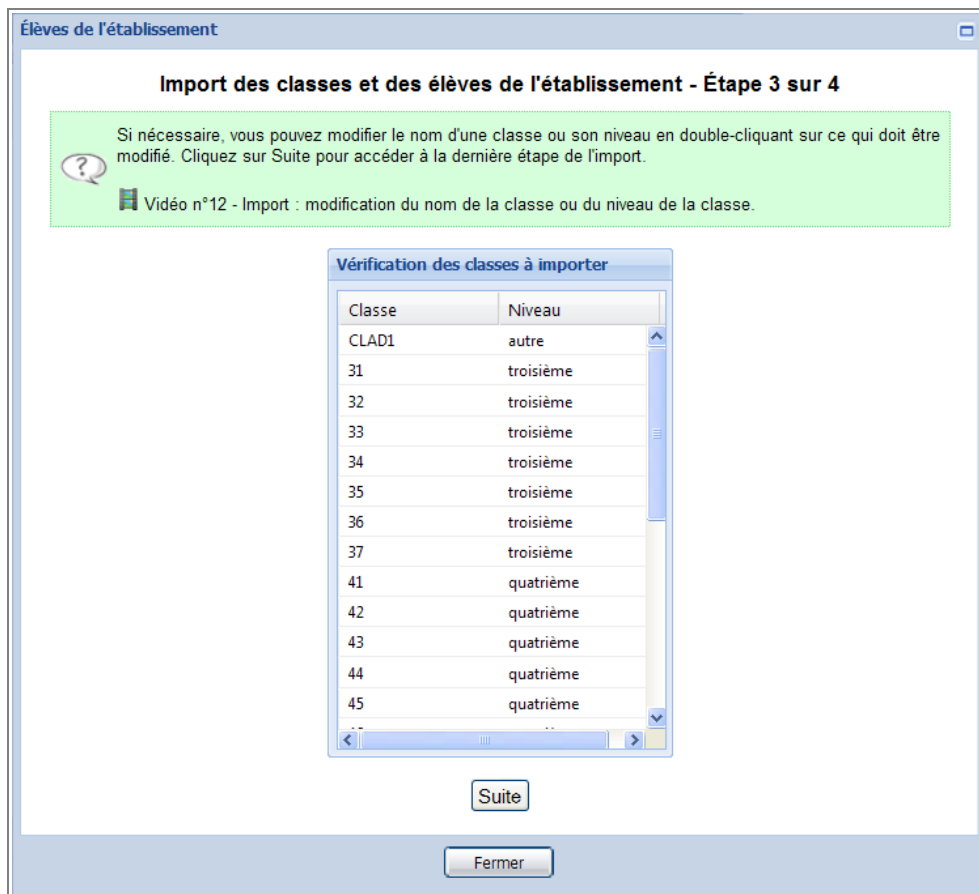 Élèves de l'établissement
Import des classes et des élèves de l'établissement - Étape 3 sur 4
Si nécessaire, vous pouvez modifier le nom d'une classe ou son niveau en double-cliquant sur ce qui doit être
modifié. Cliquez sur Suite pour accéder à la dernière étape de l'import.
Vidéo n°12 - Import : modification du nom de la classe ou du niveau de la classe.
Vérification des classes à importer
Classe Niveau
CLAD1 autre
31 troisième
32 troisième
33 troisième
34 troisième
35 troisième
36 troisième
37 troisième
41 quatrième
42 quatrième
43 quatrième
44 quatrième
45 quatrième
Suite
Fermer